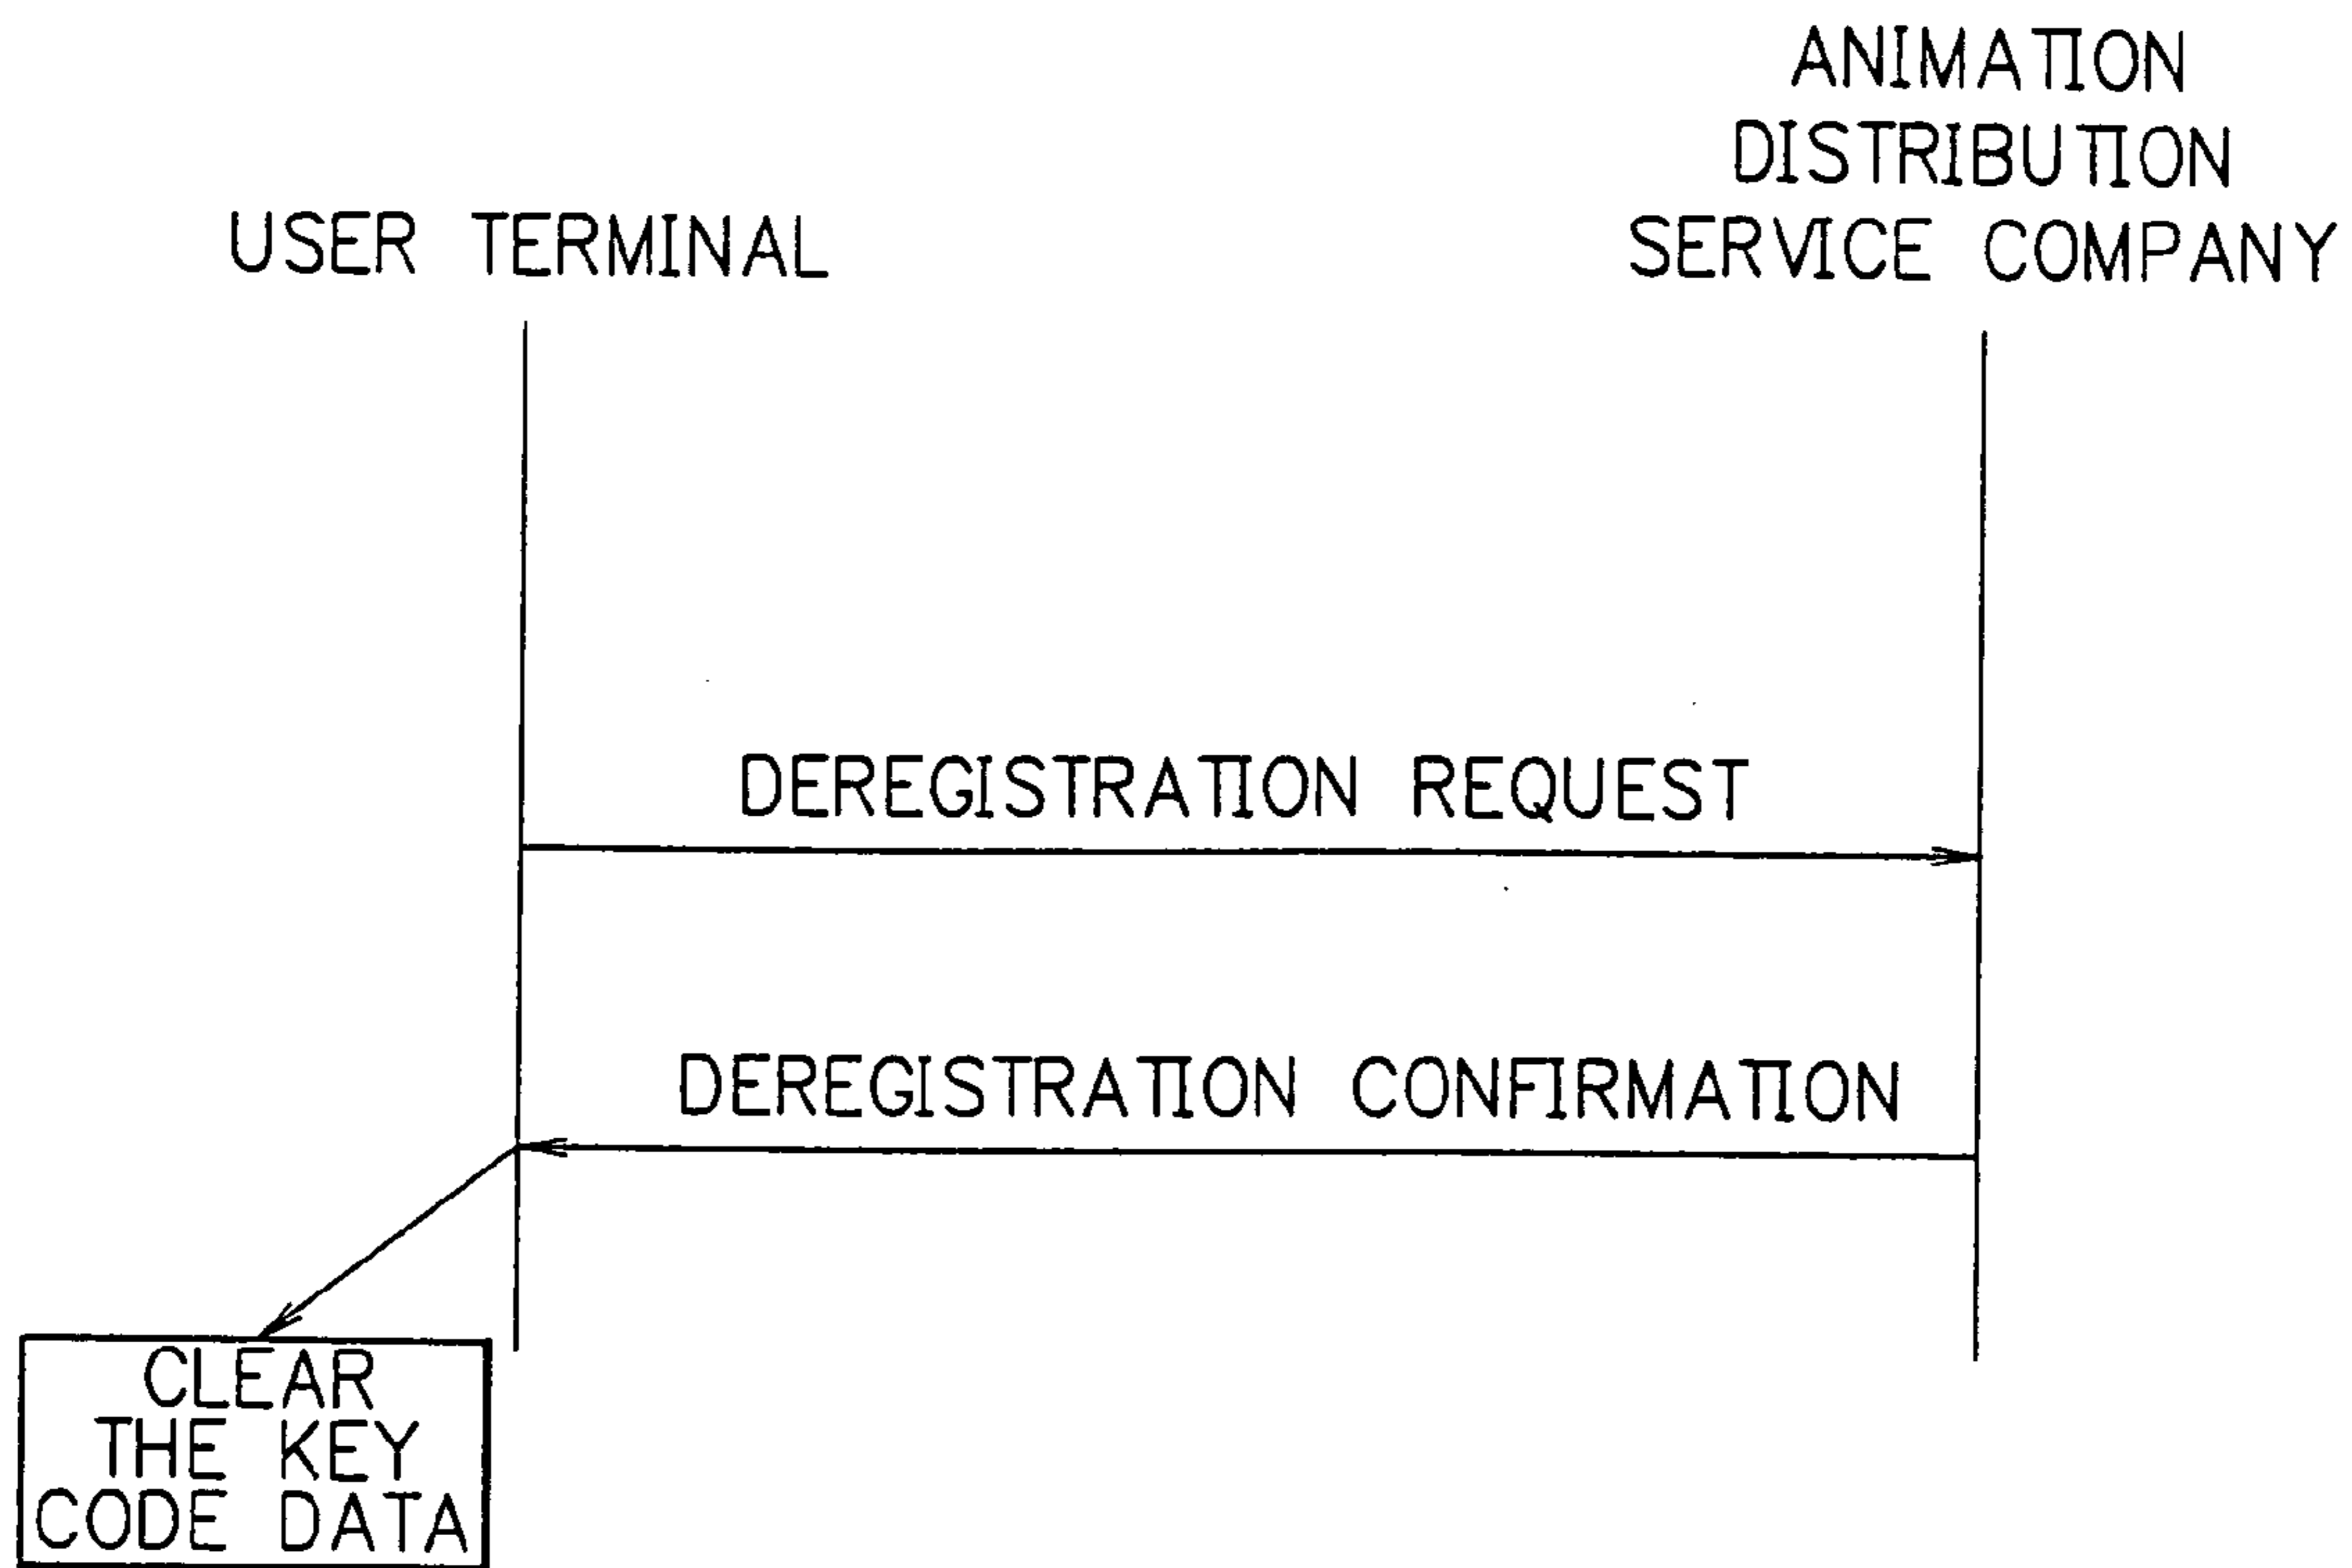 ANIMATION
DISTRIBUTION
SERVICE COMPANY
USER TERMINAL
DEREGISTRATION REQUEST
DEREGISTRATION CONFIRMATION
CLEAR
THE KEY
CODE DATA